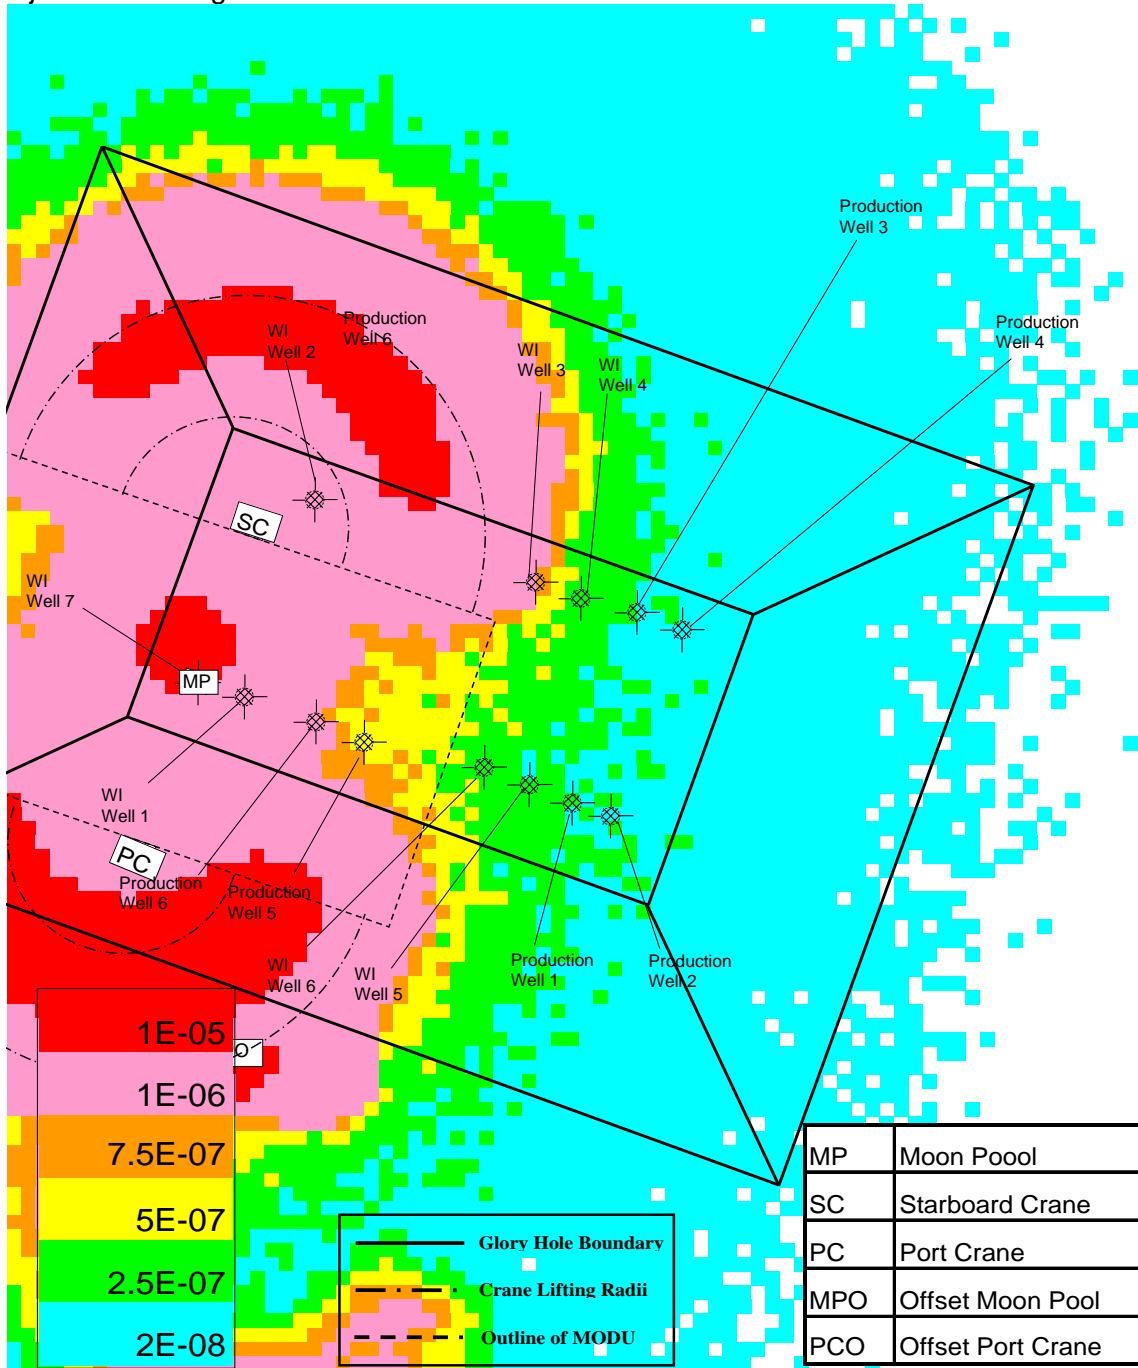 Production
Well 3
Production
Well 4
Production
Well 6
WI
Well 2
WI
Well 3
WI
Well 4
SC
WI
Well 7
MP
WI
Well 1
PC
Production
Well 6
Production
Well 5
WI
Well 6
WI
Well 5
Production
Well 1
Production
Well 2
O
1E-05
1E-06
7.5E-07
5E-07
2.5E-07
2E-08
Glory Hole Boundary
Crane Lifting Radii
Outline of MODU
MP Moon Poool
SC Starboard Crane
PC Port Crane
MPO Offset Moon Pool
PCO Offset Port Crane